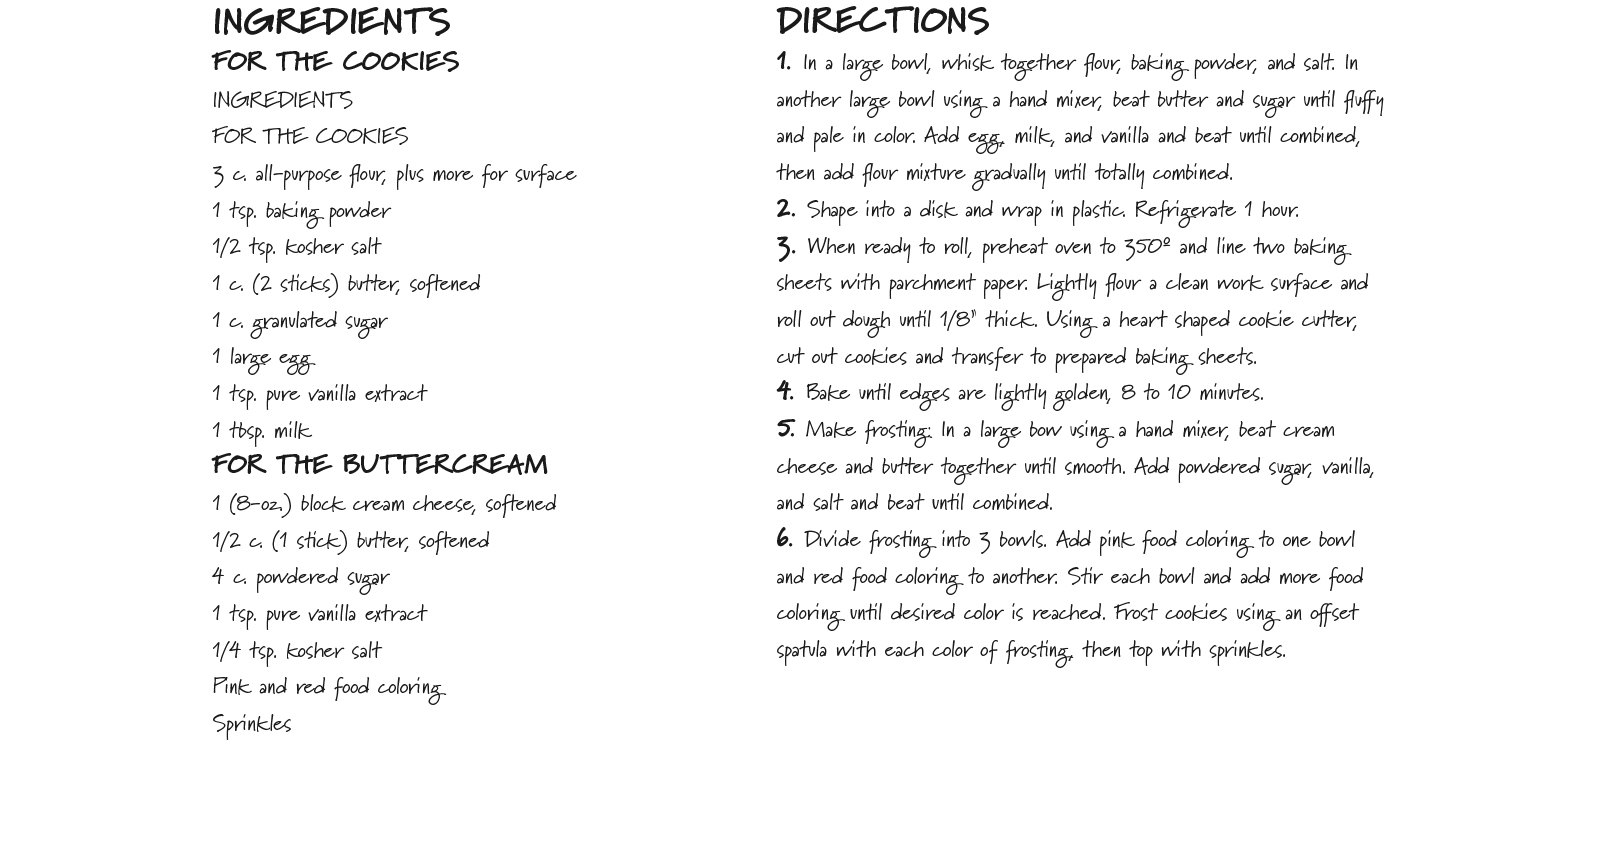 INGREDIENTS
FOR THE COOKIES
INGREDIENTS
FOR THE COOKIES
3 c. all-purpose flour, plus more for surface
1 tsp. baking powder
1/2 tsp. kosher salt
1 c. (2 sticks) butter, softened
1 c. granulated sugar
1 large egg
1 tsp. pure vanilla extract
1 tbsp. milk
FOR THE BUTTERCREAM
1 (8-oz.) block cream cheese, softened
1/2 c. (1 stick) butter, softened
4 c. powdered sugar
1 tsp. pure vanilla extract
1/4 tsp. kosher salt
Pink and red food coloring
Sprinkles
DIRECTIONS
1. In a large bowl, whisk together flour, baking powder, and salt. In
another large bowl using a hand mixer, beat butter and sugar until fluffy
and pale in color. Add egg, milk, and vanilla and beat until combined,
then add flour mixture gradually until totally combined.
2. Shape into a disk and wrap in plastic. Refrigerate 1 hour.
3. When ready to roll, preheat oven to 350º and line two baking
sheets with parchment paper. Lightly flour a clean work surface and
roll out dough until 1/8" thick. Using a heart shaped cookie cutter,
cut out cookies and transfer to prepared baking sheets.
4. Bake until edges are lightly golden, 8 to 10 minutes.
5. Make frosting: In a large bow using a hand mixer, beat cream
cheese and butter together until smooth. Add powdered sugar, vanilla,
and salt and beat until combined.
6. Divide frosting into 3 bowls. Add pink food coloring to one bowl
and red food coloring to another. Stir each bowl and add more food
coloring until desired color is reached. Frost cookies using an offset
spatula with each color of frosting, then top with sprinkles.